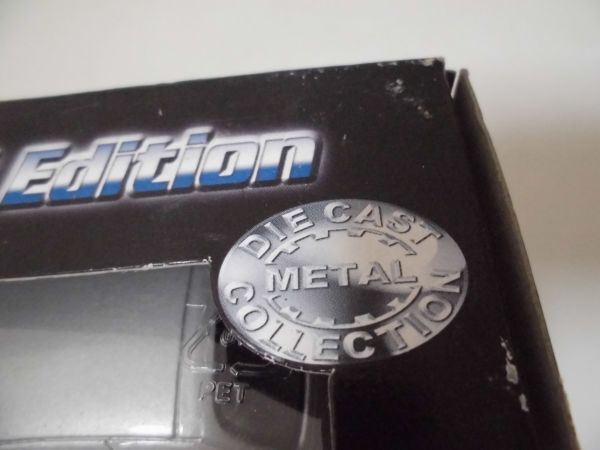 Edition
DIE CAST
METAL
COLLECTION
PET